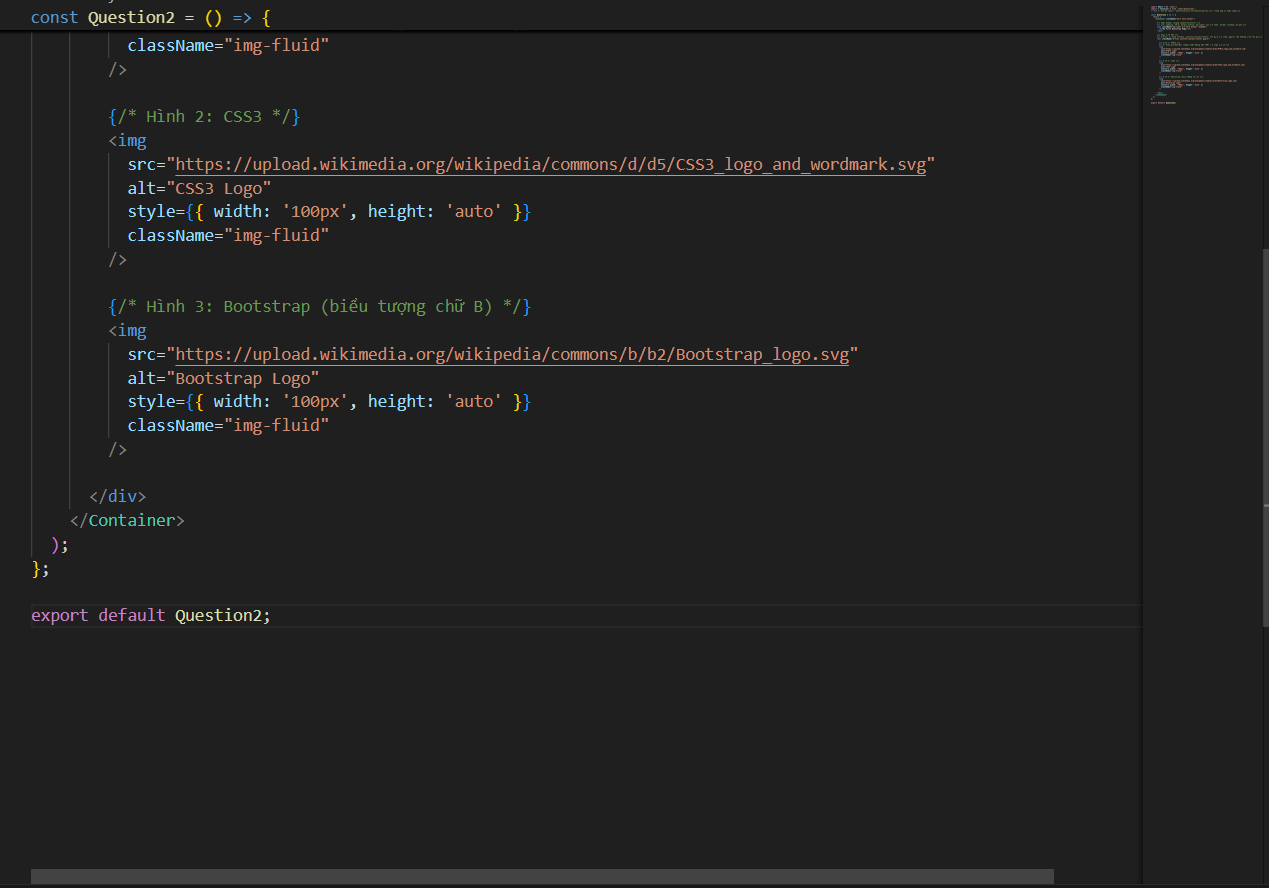 const Question2 = () => {
className="img-fluid"
/>
{/* Hình 2: CSS3 */}
<img
src="https://upload.wikimedia.org/wikipedia/commons/d/d5/CSS3_logo_and_wordmark.svg"
alt="CSS3 Logo"
style={{ width: '100px', height: 'auto' }}
className="img-fluid"
/>
{/* Hình 3: Bootstrap (biểu tượng chữ B) */}
<img
src="https://upload.wikimedia.org/wikipedia/commons/b/b2/Bootstrap_logo.svg"
alt="Bootstrap Logo"
style={{ width: '100px', height: 'auto' }}
className="img-fluid"
/>
</div>
</Container>
);
};
export default Question2;